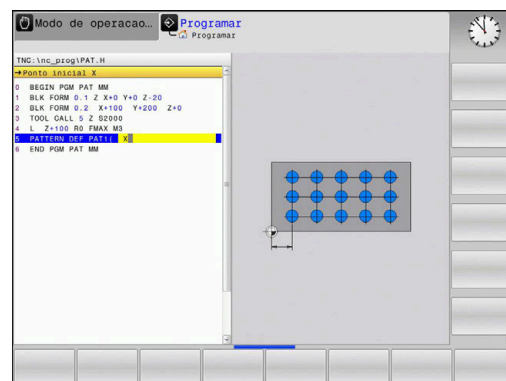 Modo de operacao...
Programar
Programar
TNC:\nc_prog\PAT.H
→Ponto inicial X
0 BEGIN PGM PAT MM
1 BLK FORM 0.1 Z X+0 Y+0 Z-20
2 BLK FORM 0.2 X+100 Y+200 Z+0
3 TOOL CALL 5 Z S2000
4 L Z+100 R0 FMAX M3
5 PATTERN DEF PAT1( X
6 END PGM PAT MM